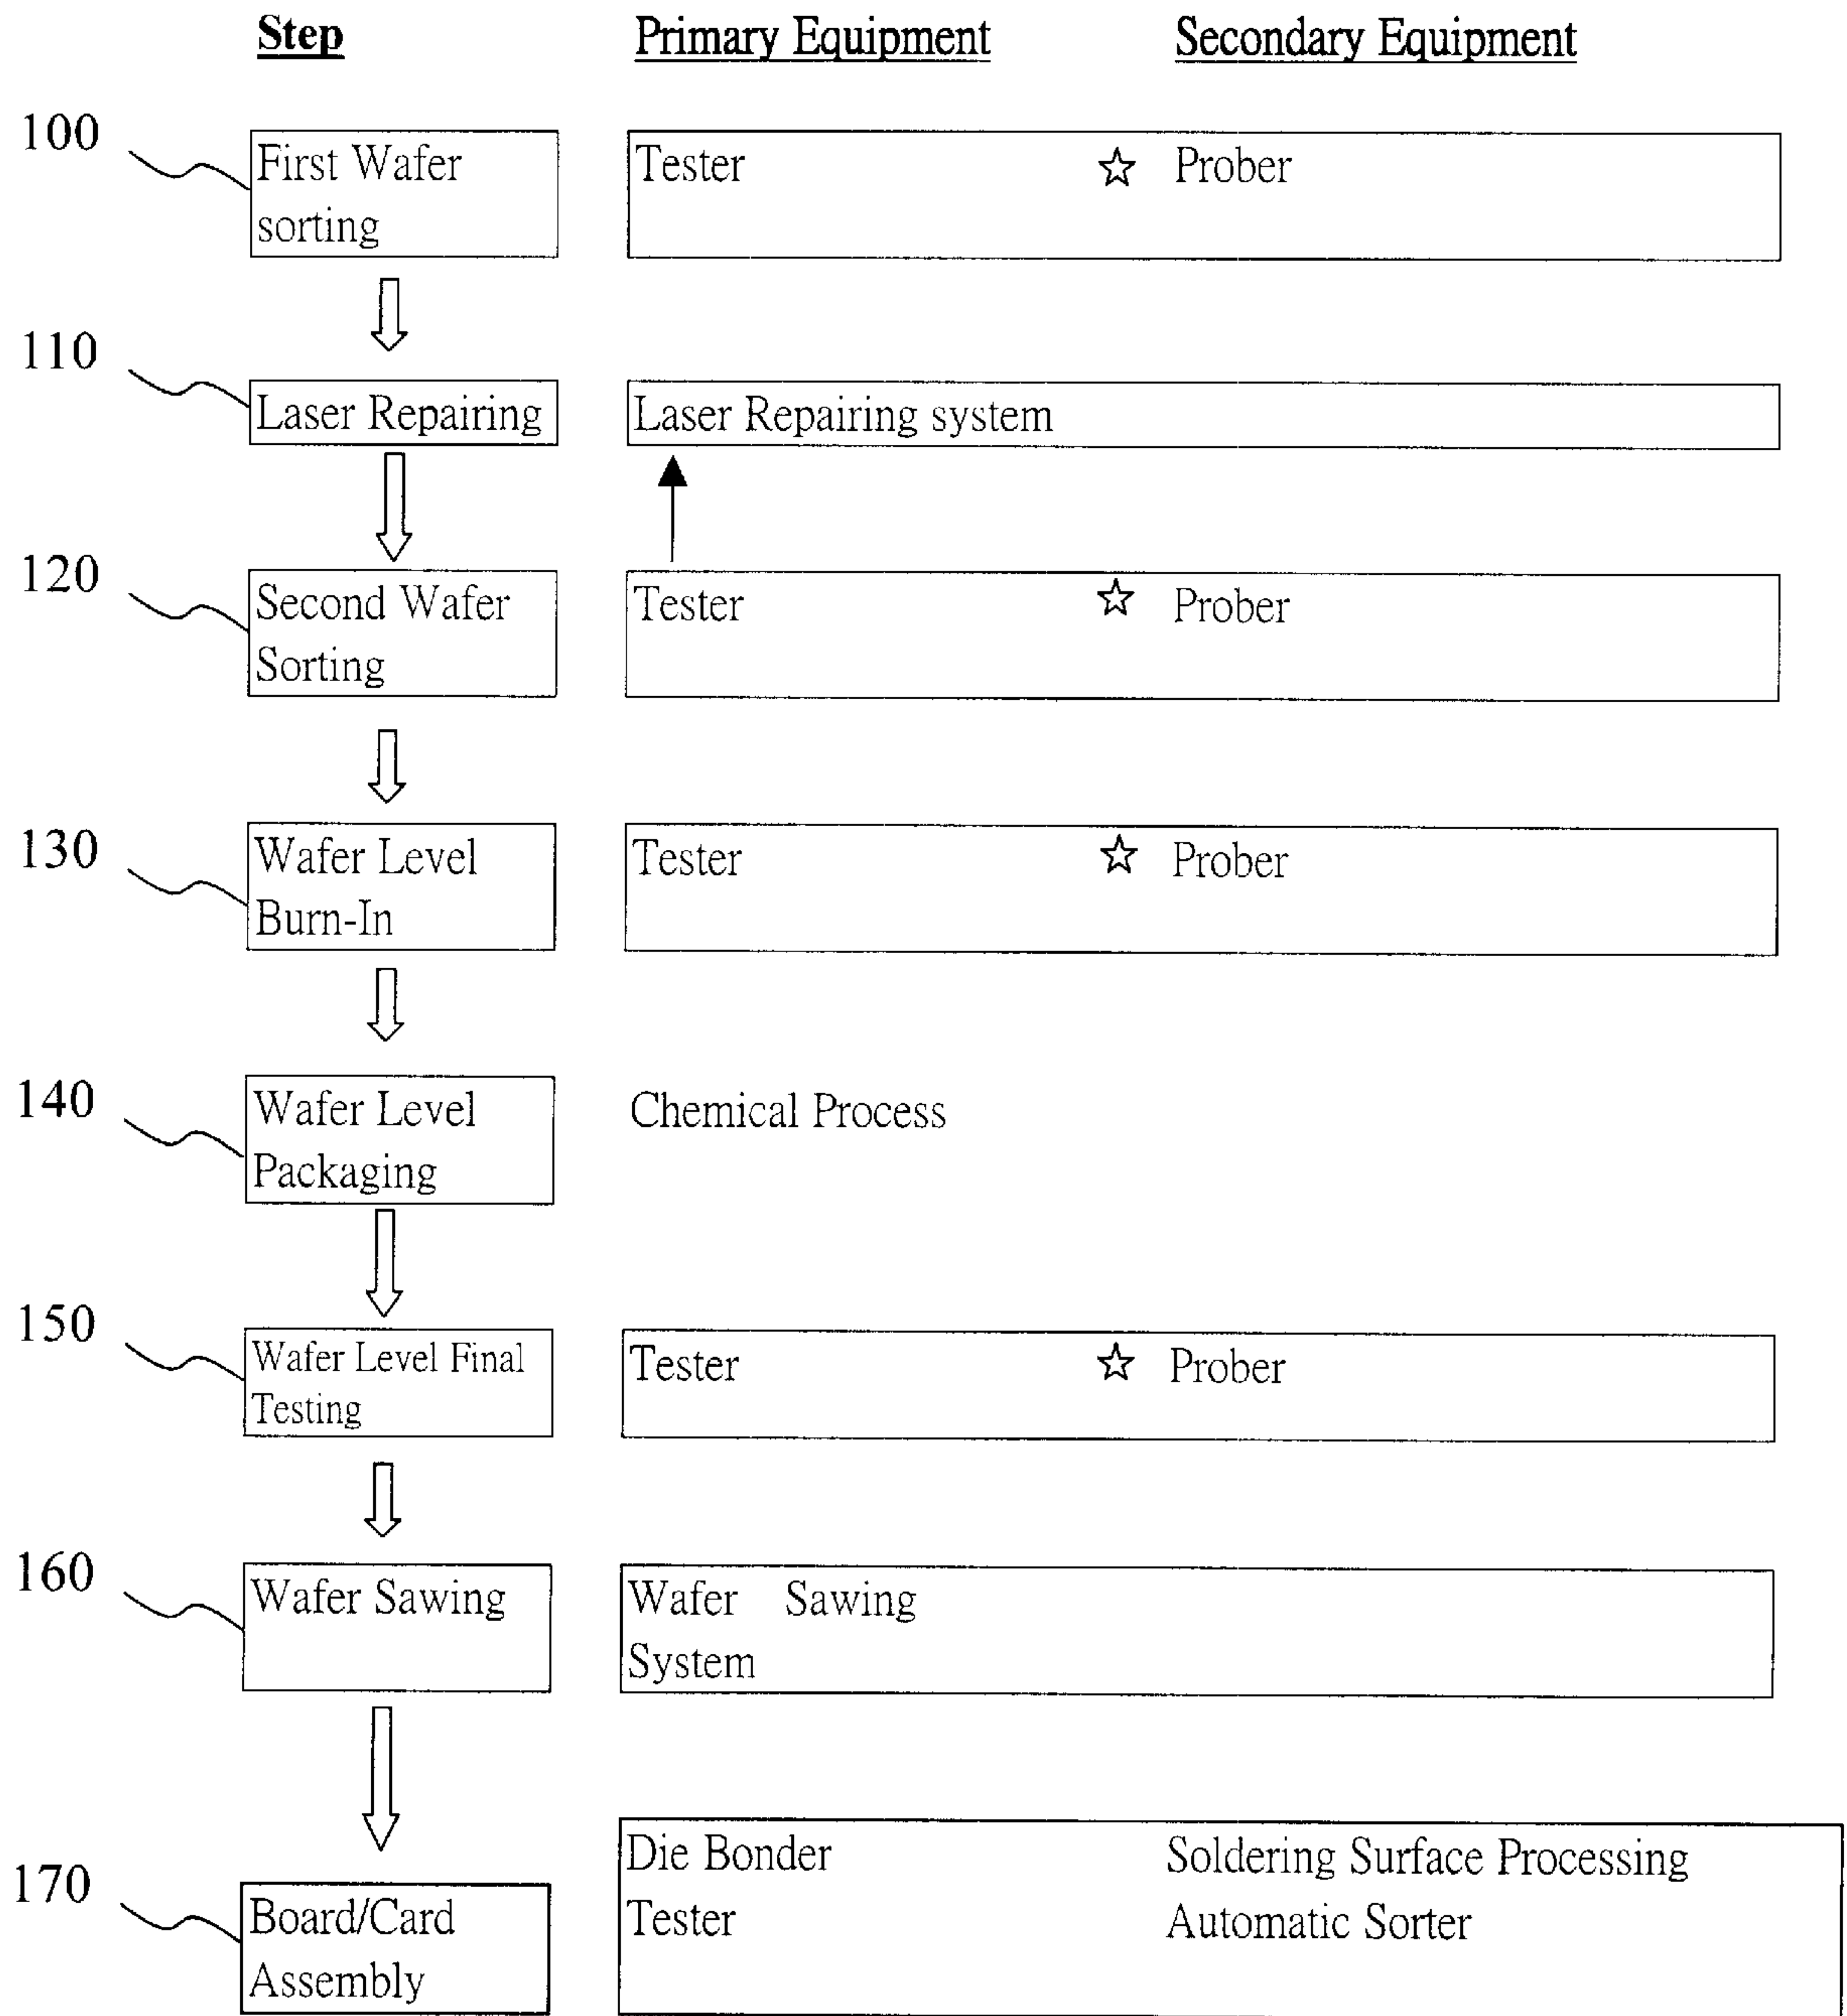 Step Primary Equipment Secondary Equipment
100
First Wafer
sorting
Tester ☆ Prober
110
Laser Repairing
Laser Repairing system
120
Second Wafer
Sorting
Tester ☆ Prober
130
Wafer Level
Burn-In
Tester ☆ Prober
140
Wafer Level
Packaging
Chemical Process
150
Wafer Level Final
Testing
Tester ☆ Prober
160
Wafer Sawing
Wafer Sawing
System
170
Board/Card
Assembly
Die Bonder Soldering Surface Processing
Tester Automatic Sorter